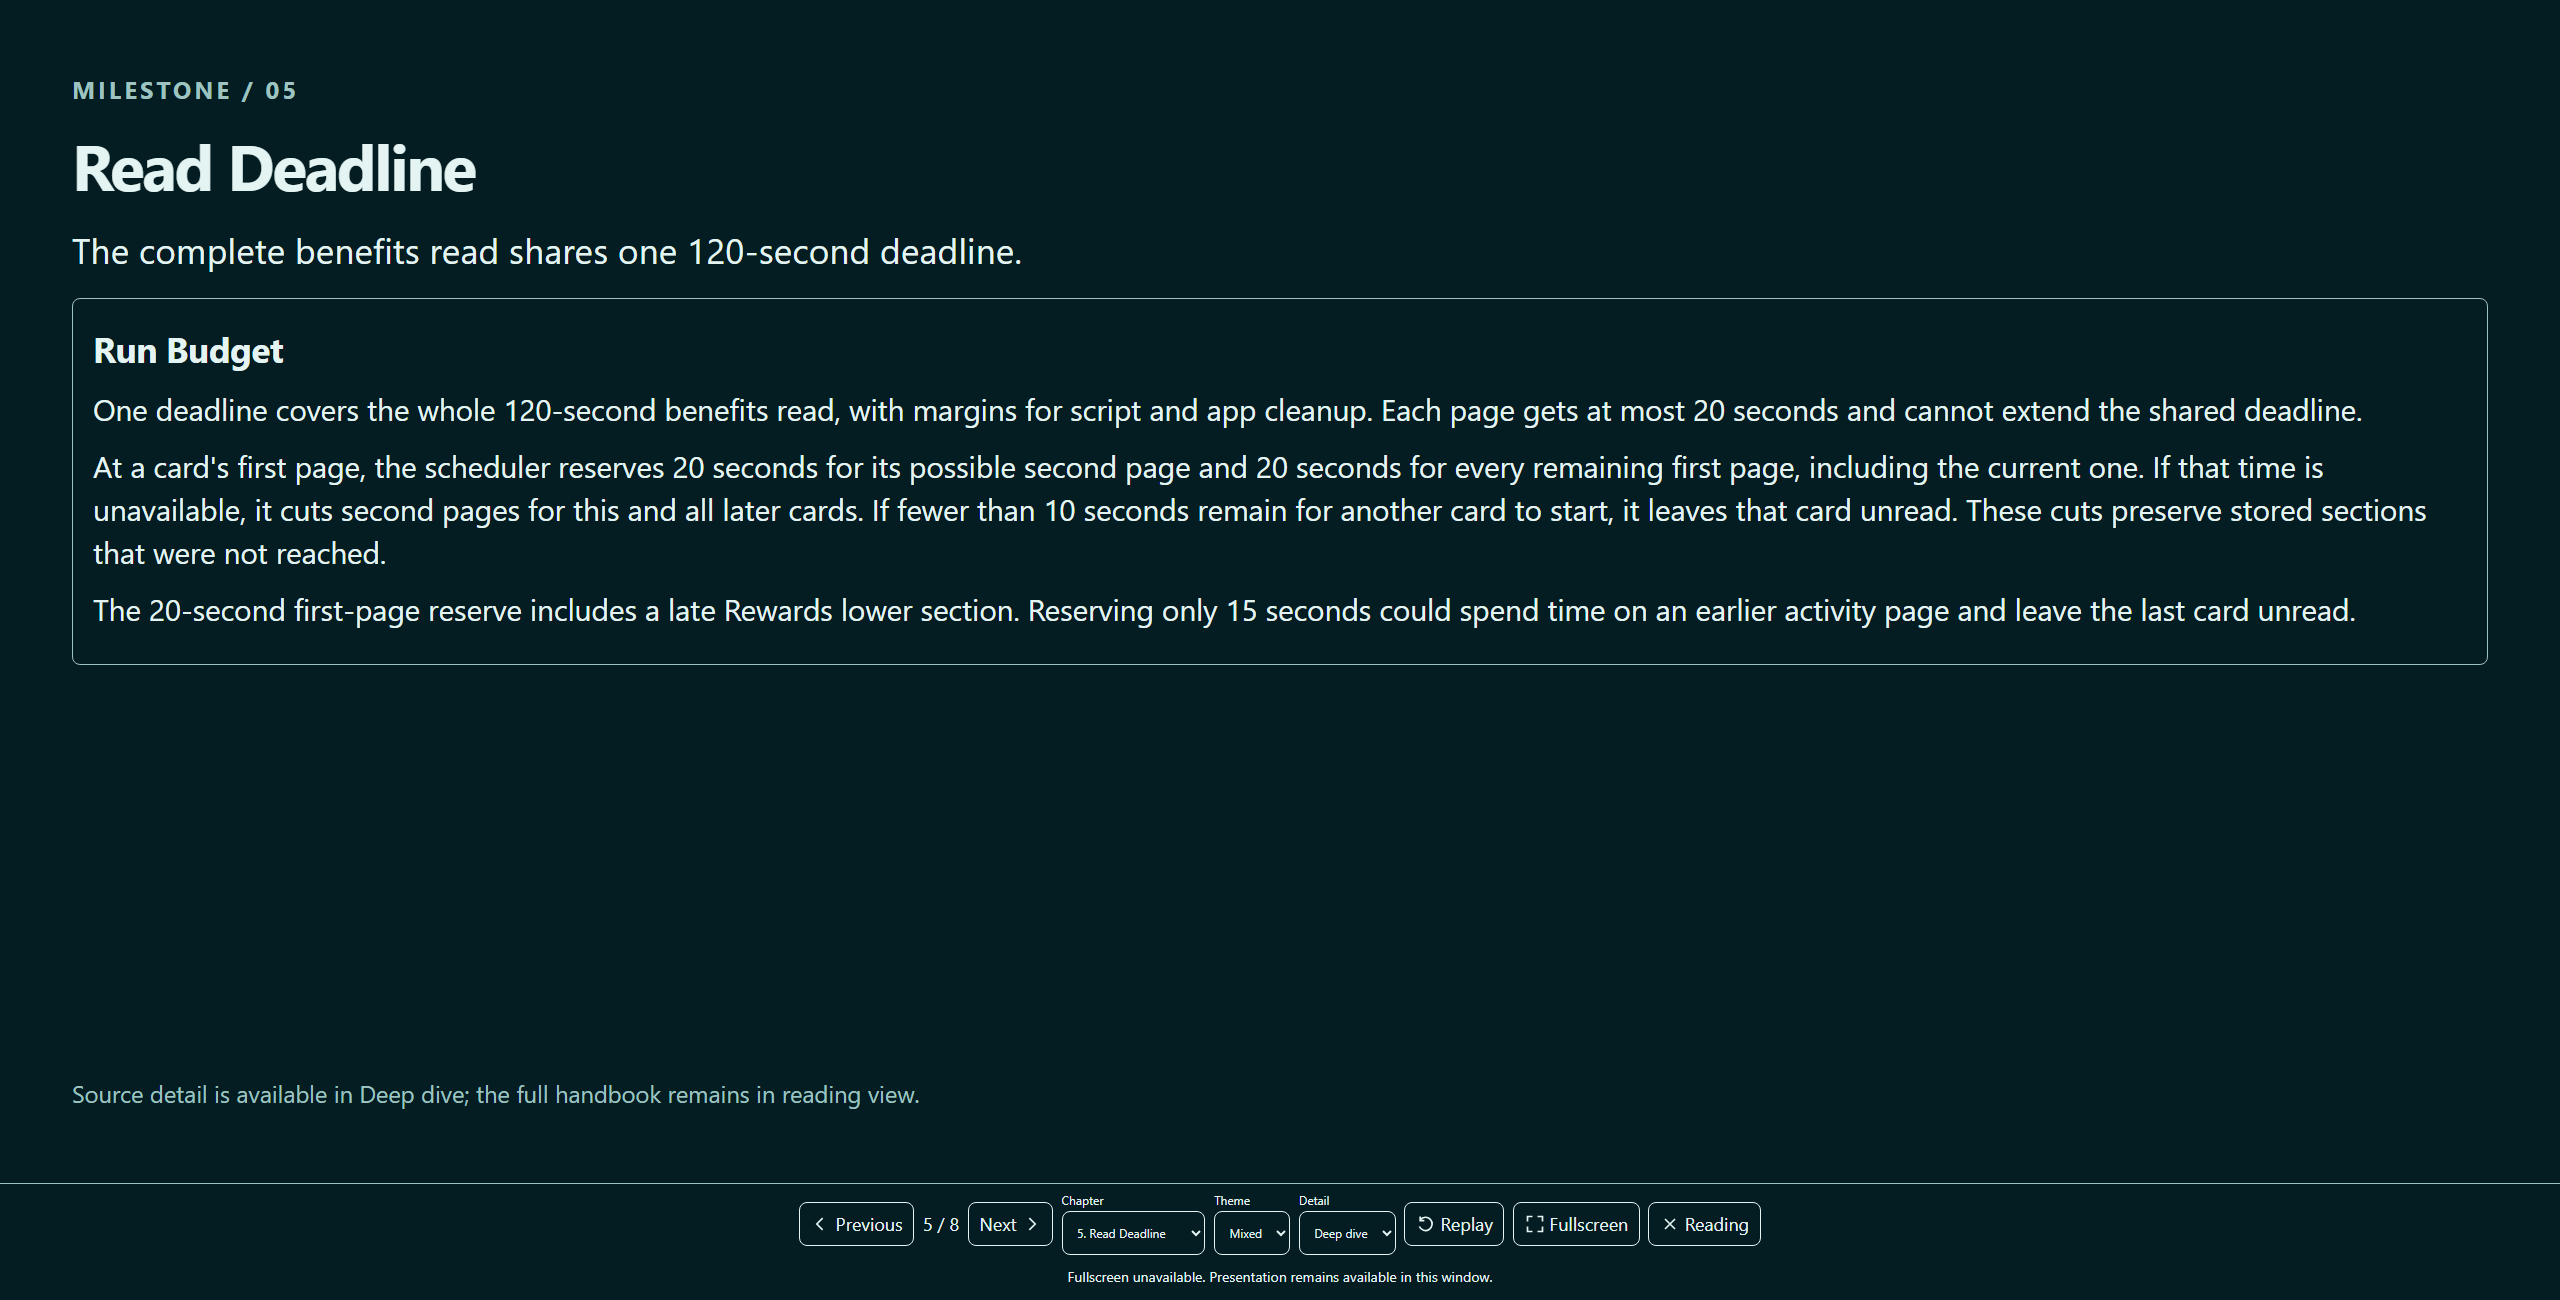 MILESTONE / 05
Read Deadline
The complete benefits read shares one 120-second deadline.
Run Budget
One deadline covers the whole 120-second benefits read, with margins for script and app cleanup. Each page gets at most 20 seconds and cannot extend the shared deadline.
At a card's first page, the scheduler reserves 20 seconds for its possible second page and 20 seconds for every remaining first page, including the current one. If that time is
unavailable, it cuts second pages for this and all later cards. If fewer than 10 seconds remain for another card to start, it leaves that card unread. These cuts preserve stored sections
that were not reached.
The 20-second first-page reserve includes a late Rewards lower section. Reserving only 15 seconds could spend time on an earlier activity page and leave the last card unread.
Source detail is available in Deep dive; the full handbook remains in reading view.
Chapter Theme Detail
Previous 5 / 8 Next 5. Read Deadline Mixed Deep dive Replay Fullscreen Reading
Fullscreen unavailable. Presentation remains available in this window.